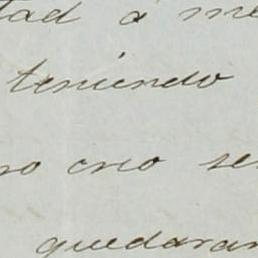 tad á me
teniendo
no creo se
quedaran